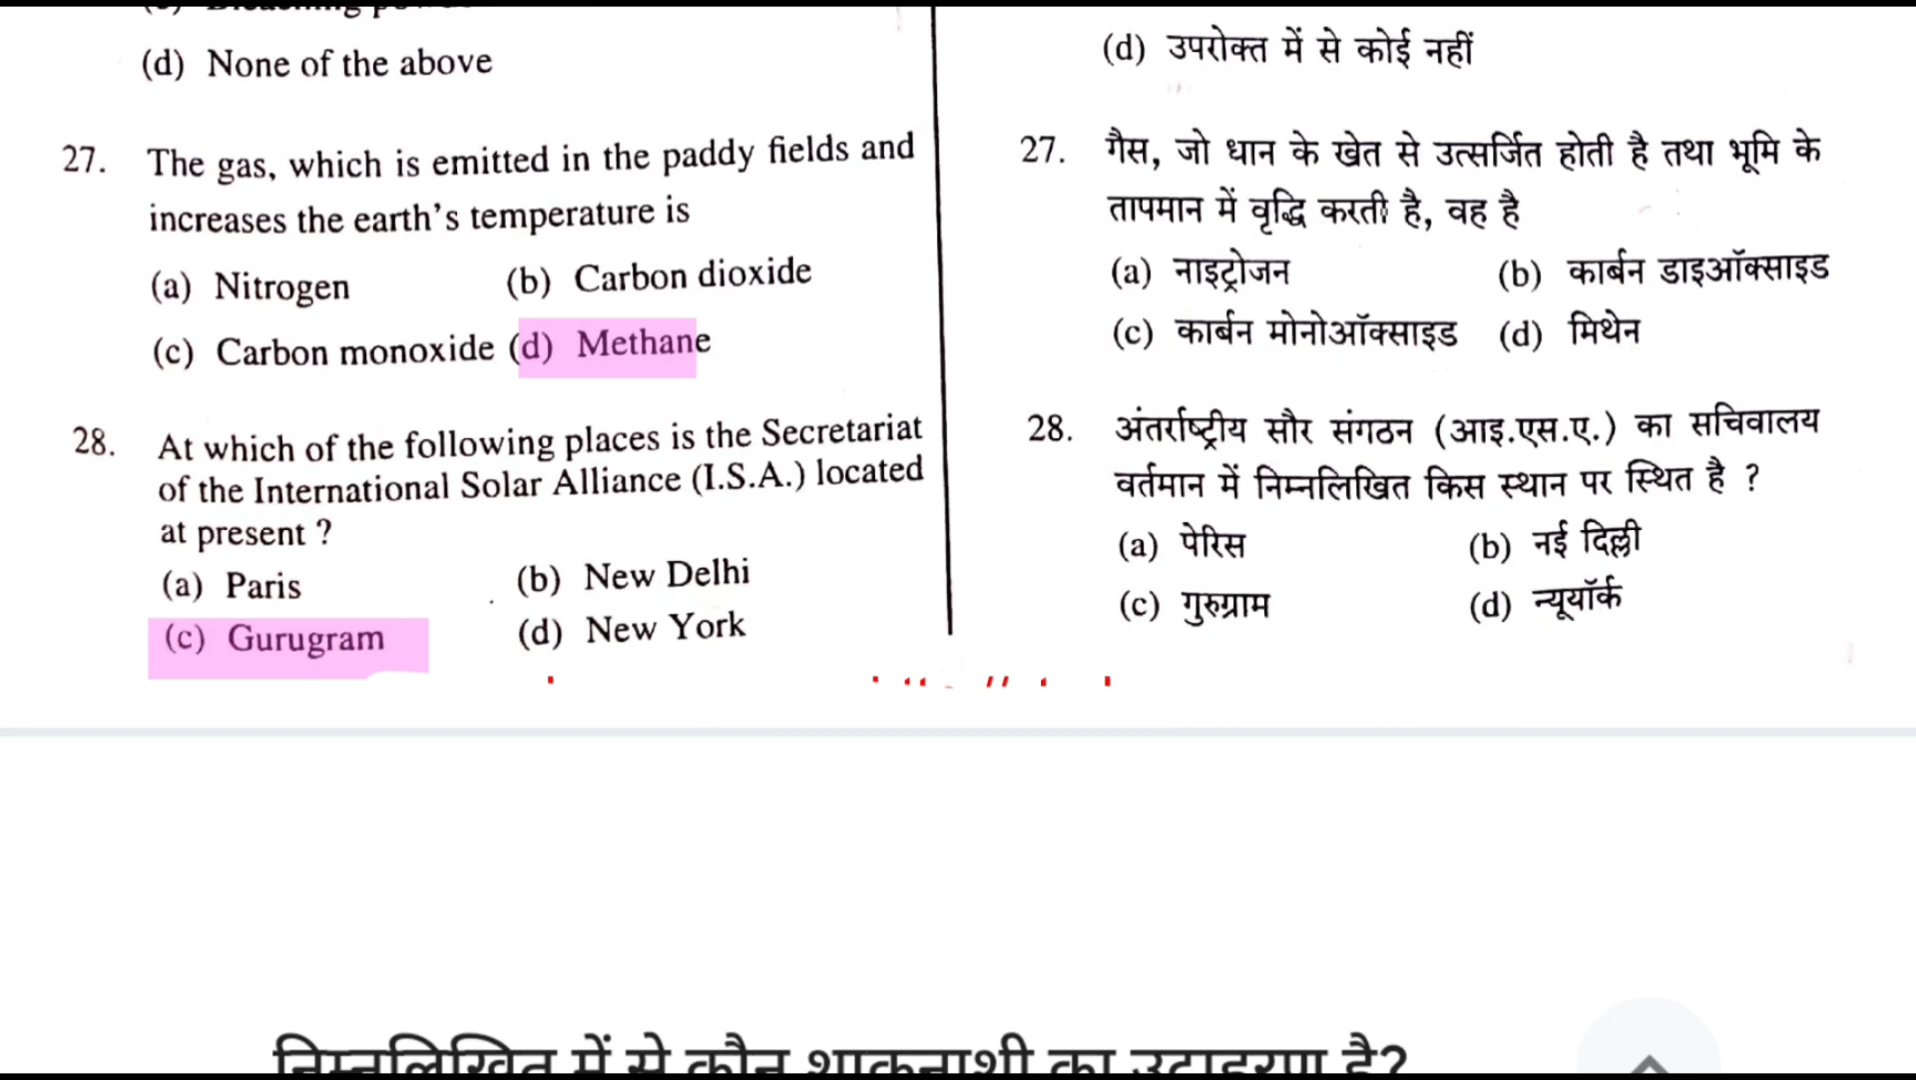 (d) None of the above
27. The gas, which is emitted in the paddy fields and
increases the earth's temperature is
(a) Nitrogen (b) Carbon dioxide
(c) Carbon monoxide (d) Methane
28. At which of the following places is the Secretariat
of the International Solar Alliance (I.S.A.) located
at present ?
(a) Paris (b) New Delhi
(c) Gurugram (d) New York
(d) उपरोक्त में से कोई नहीं
27. गैस, जो धान के खेत से उत्सर्जित होती है तथा भूमि के
तापमान में वृद्धि करती है, वह है
(a) नाइट्रोजन (b) कार्बन डाइऑक्साइड
(c) कार्बन मोनोऑक्साइड (d) मिथेन
28. अंतर्राष्ट्रीय सौर संगठन (आइ.एस.ए.) का सचिवालय
वर्तमान में निम्नलिखित किस स्थान पर स्थित है ?
(a) पेरिस (b) नई दिल्ली
(c) गुरुग्राम (d) न्यूयॉर्क
निम्नलिखित में से कौन शाकनाशी का उदाहरण है?